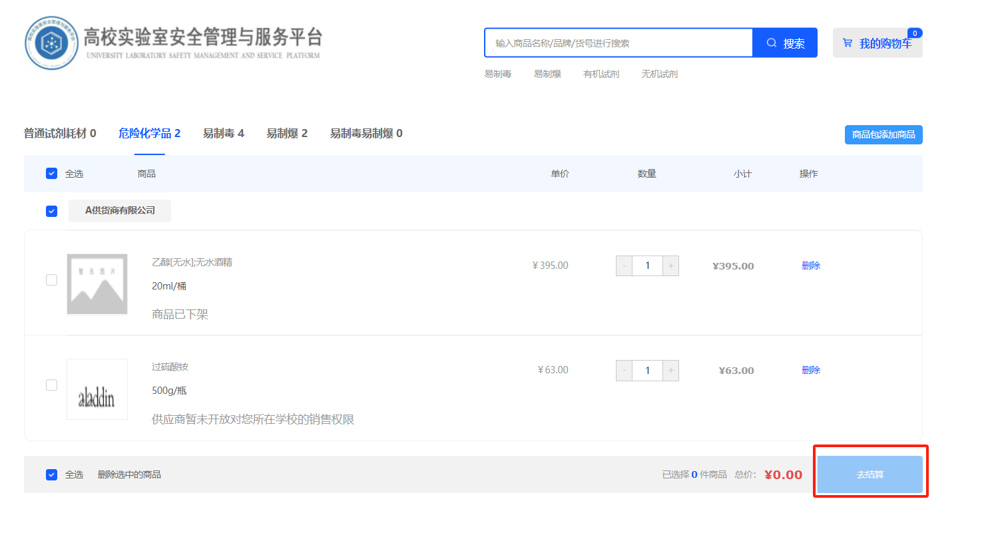 高校实验室安全管理与服务平台
UNIVERSITY LABORATORY SAFETY MANAGEMENT AND SERVICE PLATFORM
输入商品名称/品牌/货号进行搜索
搜索
我的购物车
0
易制毒 易制爆 有机试剂 无机试剂
普通试剂耗材 0 危险化学品 2 易制毒 4 易制爆 2 易制毒易制爆 0
商品包添加商品
全选 商品 单价 数量 小计 操作
A供货商有限公司
暂无图片
乙醇[无水];无水酒精
20ml/桶
商品已下架
¥395.00 - 1 + ¥395.00 删除
aladdin
过硫酸铵
500g/瓶
供应商暂未开放对您所在学校的销售权限
¥63.00 - 1 + ¥63.00 删除
全选 删除选中的商品 已选择 0 件商品 总价: ¥0.00 去结算